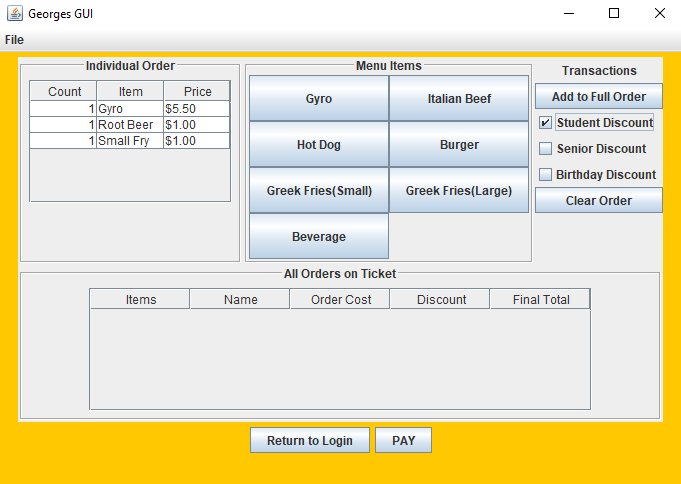 Georges GUI
File
Individual Order
Count Item Price
1 Gyro $5.50
1 Root Beer $1.00
1 Small Fry $1.00
Menu Items
Gyro Italian Beef
Hot Dog Burger
Greek Fries(Small) Greek Fries(Large)
Beverage
Transactions
Add to Full Order
Student Discount
Senior Discount
Birthday Discount
Clear Order
All Orders on Ticket
Items Name Order Cost Discount Final Total
Return to Login PAY